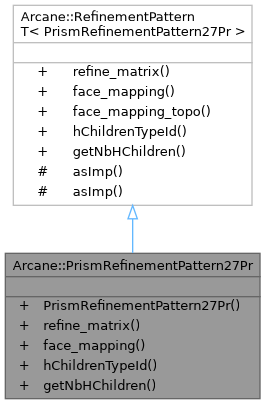 Arcane::RefinementPattern
T< PrismRefinementPattern27Pr >
+ refine_matrix()
+ face_mapping()
+ face_mapping_topo()
+ hChildrenTypeId()
+ getNbHChildren()
# asImp()
# asImp()
Arcane::PrismRefinementPattern27Pr
+ PrismRefinementPattern27Pr()
+ refine_matrix()
+ face_mapping()
+ hChildrenTypeId()
+ getNbHChildren()